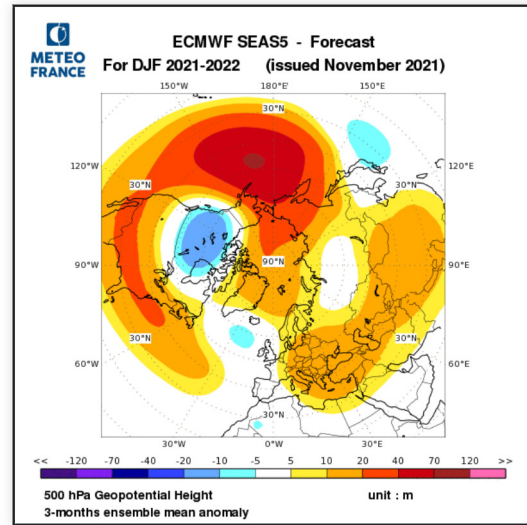 METEO
FRANCE
ECMWF SEAS5 - Forecast
For DJF 2021-2022 (issued November 2021)
150°W 180°E 150°E
30°N
120°W 30°N 30°N 120°E
90°W 90°N 90°E
60°W 30°N 30°N 60°E
30°N
30°W 0°W 30°E
<< -120 -70 -40 -20 -10 -5 5 10 20 40 70 120 >>
500 hPa Geopotential Height unit : m
3-months ensemble mean anomaly